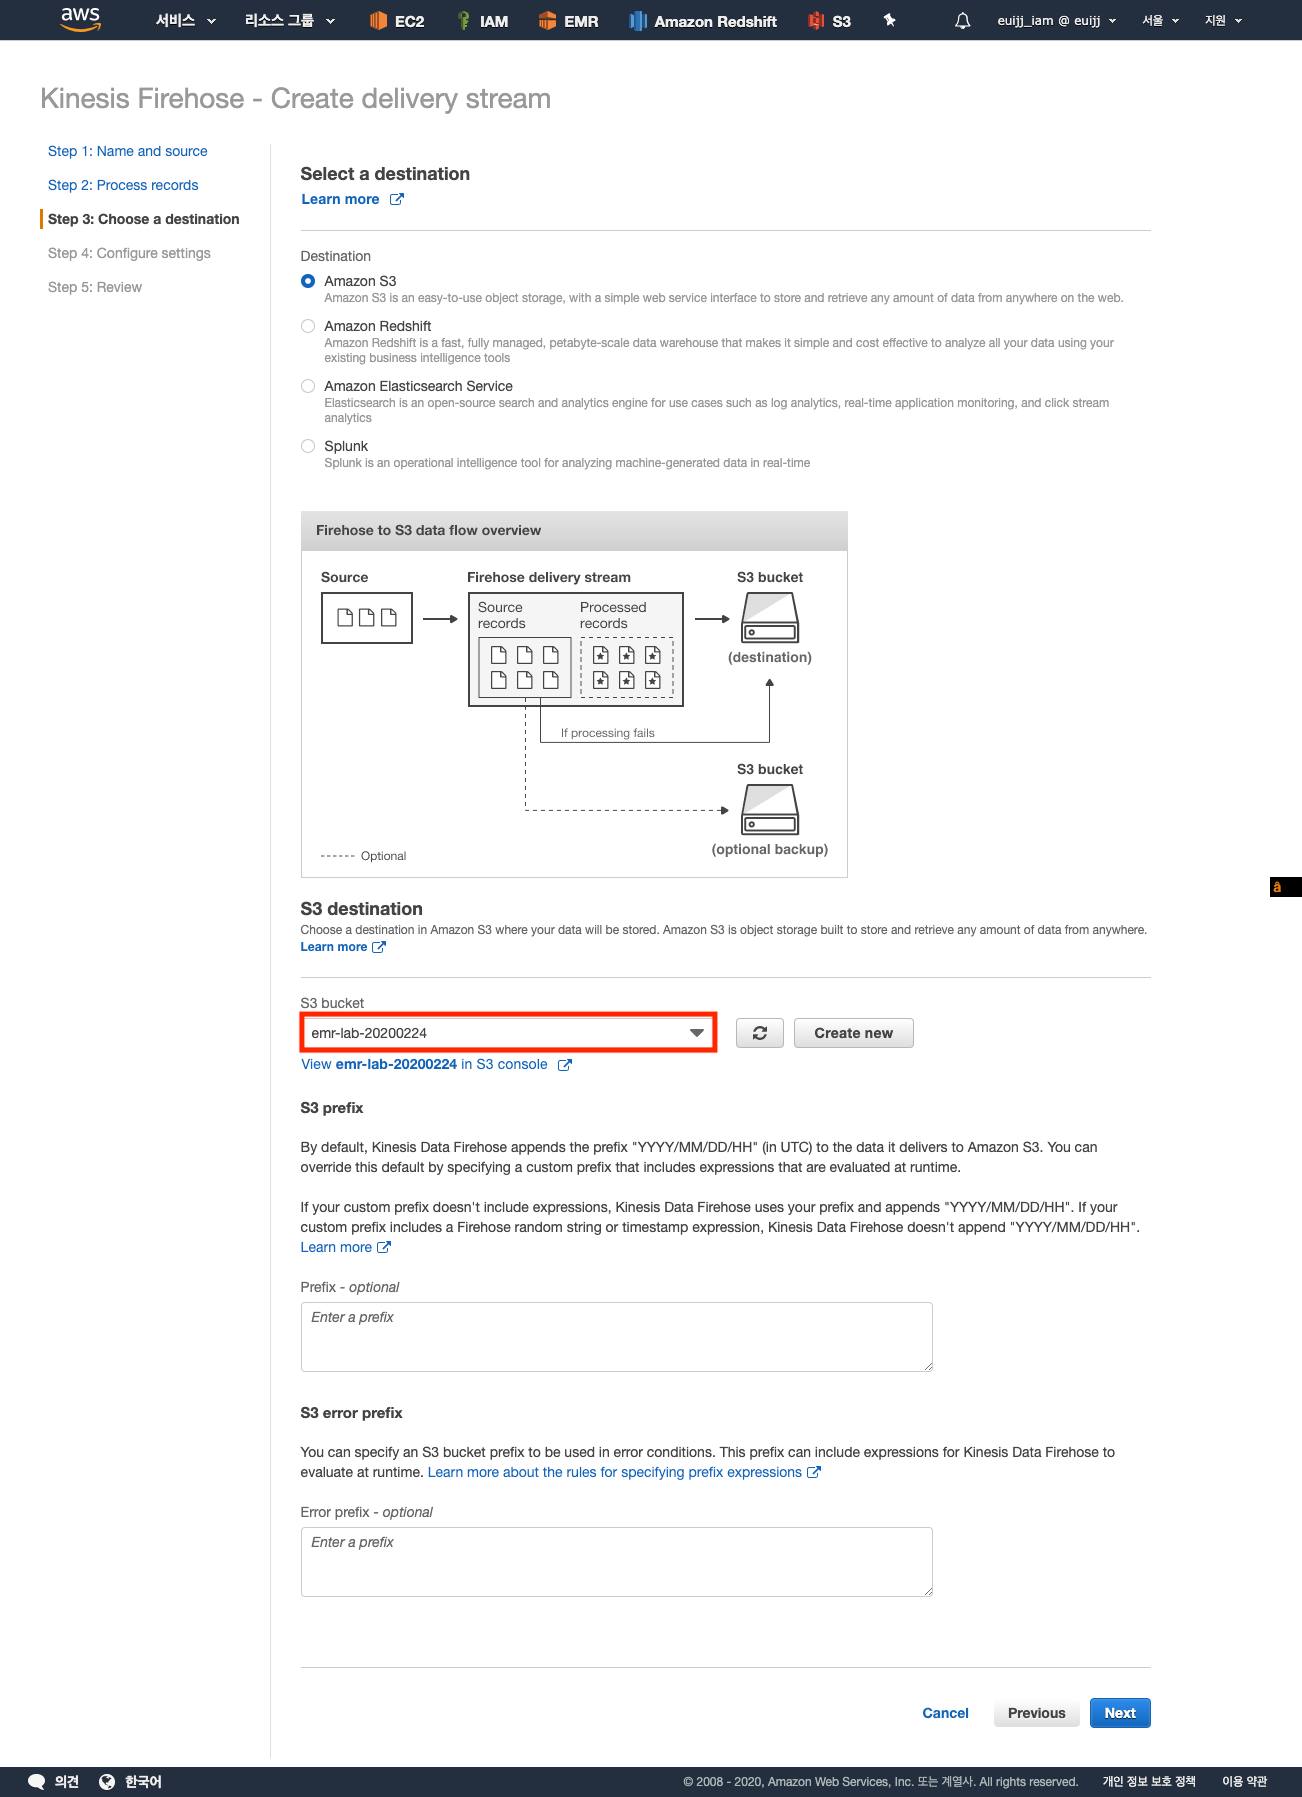 aws
서비스
리소스 그룹
EC2
IAM
EMR
Amazon Redshift
S3
euijj_iam @ euijj
서울
지원
Kinesis Firehose - Create delivery stream
Step 1: Name and source
Step 2: Process records
Step 3: Choose a destination
Step 4: Configure settings
Step 5: Review
Select a destination
Learn more
Destination
Amazon S3
Amazon S3 is an easy-to-use object storage, with a simple web service interface to store and retrieve any amount of data from anywhere on the web.
Amazon Redshift
Amazon Redshift is a fast, fully managed, petabyte-scale data warehouse that makes it simple and cost effective to analyze all your data using your
existing business intelligence tools
Amazon Elasticsearch Service
Elasticsearch is an open-source search and analytics engine for use cases such as log analytics, real-time application monitoring, and click stream
analytics
Splunk
Splunk is an operational intelligence tool for analyzing machine-generated data in real-time
Firehose to S3 data flow overview
Source
Firehose delivery stream
S3 bucket
Source
records
Processed
records
(destination)
If processing fails
S3 bucket
(optional backup)
------ Optional
â
S3 destination
Choose a destination in Amazon S3 where your data will be stored. Amazon S3 is object storage built to store and retrieve any amount of data from anywhere.
Learn more
S3 bucket
emr-lab-20200224
Create new
View emr-lab-20200224 in S3 console
S3 prefix
By default, Kinesis Data Firehose appends the prefix "YYYY/MM/DD/HH" (in UTC) to the data it delivers to Amazon S3. You can
override this default by specifying a custom prefix that includes expressions that are evaluated at runtime.
If your custom prefix doesn't include expressions, Kinesis Data Firehose uses your prefix and appends "YYYY/MM/DD/HH". If your
custom prefix includes a Firehose random string or timestamp expression, Kinesis Data Firehose doesn't append "YYYY/MM/DD/HH".
Learn more
Prefix - optional
Enter a prefix
S3 error prefix
You can specify an S3 bucket prefix to be used in error conditions. This prefix can include expressions for Kinesis Data Firehose to
evaluate at runtime. Learn more about the rules for specifying prefix expressions
Error prefix - optional
Enter a prefix
Cancel
Previous
Next
의견
한국어
© 2008 - 2020, Amazon Web Services, Inc. 또는 계열사. All rights reserved.
개인 정보 보호 정책
이용 약관